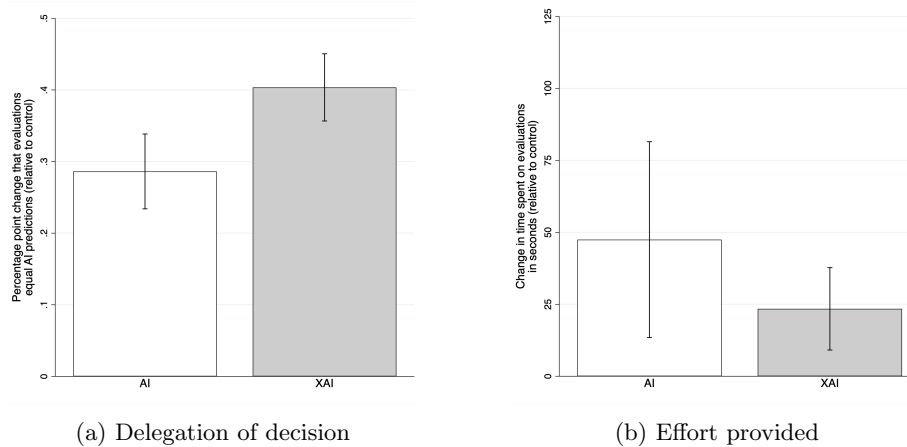 Percentage point change that evaluations
equal AI predictions (relative to control)
.5
.4
.3
.2
.1
0
AI
XAI
(a) Delegation of decision
Change in time spent on evaluations
in seconds (relative to control)
125
100
75
50
25
0
AI
XAI
(b) Effort provided